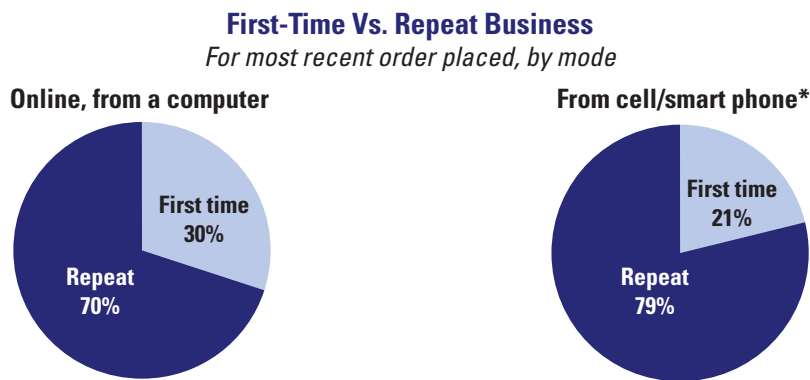 First-Time Vs. Repeat Business
For most recent order placed, by mode
Online, from a computer
First time
30%
Repeat
70%
From cell/smart phone*
First time
21%
Repeat
79%